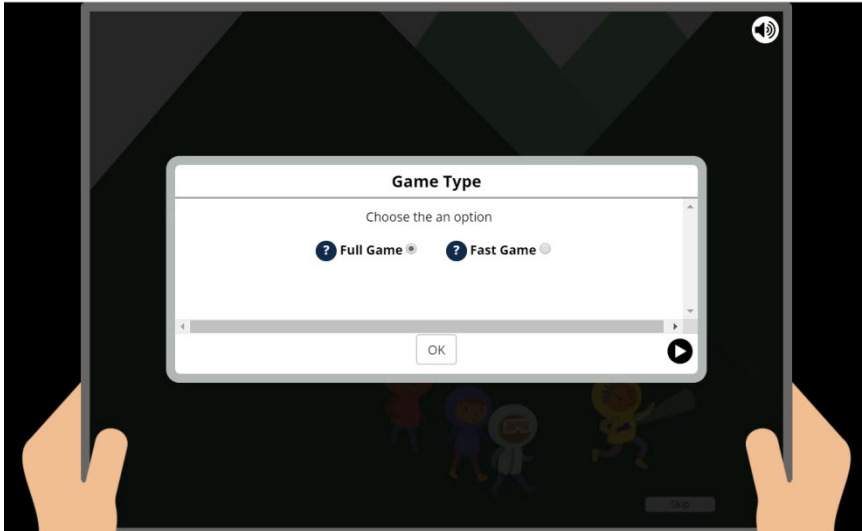 Game Type
Choose the an option
? Full Game ? Fast Game
OK
Skip